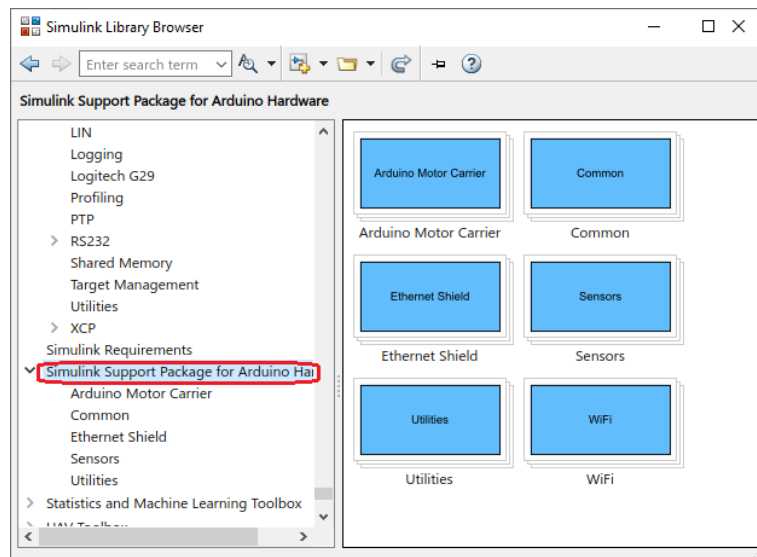 Simulink Library Browser
Enter search term
Simulink Support Package for Arduino Hardware
LIN
Logging
Logitech G29
Profiling
PTP
RS232
Shared Memory
Target Management
Utilities
XCP
Simulink Requirements
Simulink Support Package for Arduino Har
Arduino Motor Carrier
Common
Ethernet Shield
Sensors
Utilities
Statistics and Machine Learning Toolbox
UAV Toolbox
Arduino Motor Carrier
Common
Arduino Motor Carrier
Common
Ethernet Shield
Sensors
Ethernet Shield
Sensors
Utilities
WiFi
Utilities
WiFi